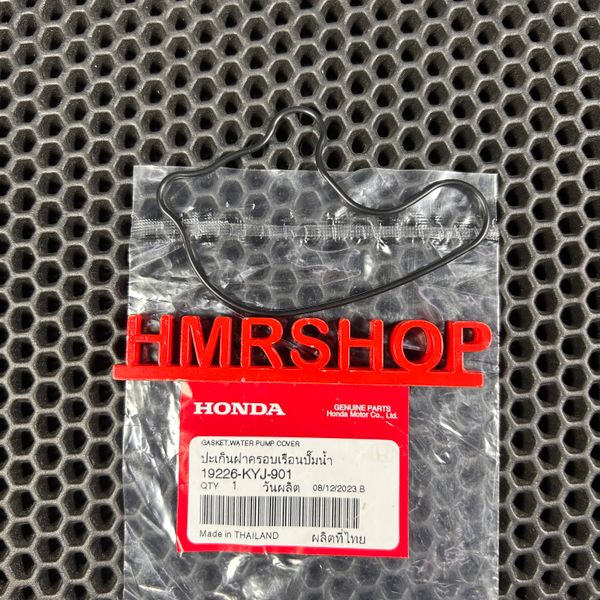 HMRSHOP
HONDA
GENUINE PARTS
Honda Motor Co., Ltd.
GASKET,WATER PUMP COVER
ปะเก็นฝาครอบเรือนปั๊มน้ำ
19226-KYJ-901
QTY 1 วันผลิต 08/12/2023 B
Made in THAILAND ผลิตที่ไทย